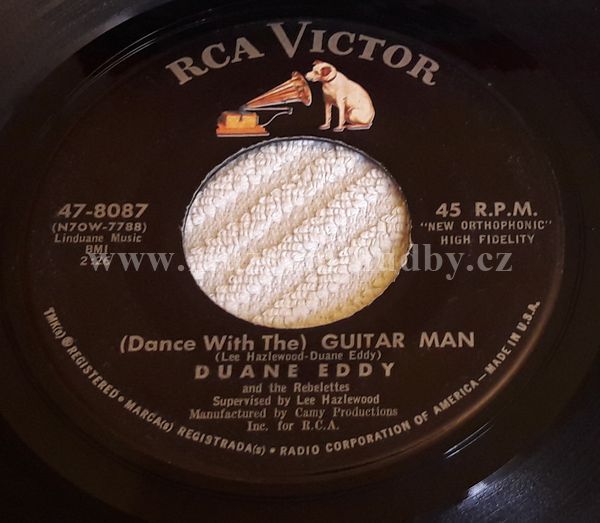 RCA VICTOR
47-8087
(N7OW-7788)
Linduane Music
BMI
45 R.P.M.
"NEW ORTHOPHONIC"
HIGH FIDELITY
(Dance With The) GUITAR MAN
(Lee Hazlewood-Duane Eddy)
DUANE EDDY
and the Rebelettes
Supervised by Lee Hazlewood
Manufactured by Camy Productions
Inc. for R.C.A.
TMK(s) ® REGISTERED • MARCA(s) REGISTRADA(s) • RADIO CORPORATION OF AMERICA—MADE IN U.S.A.